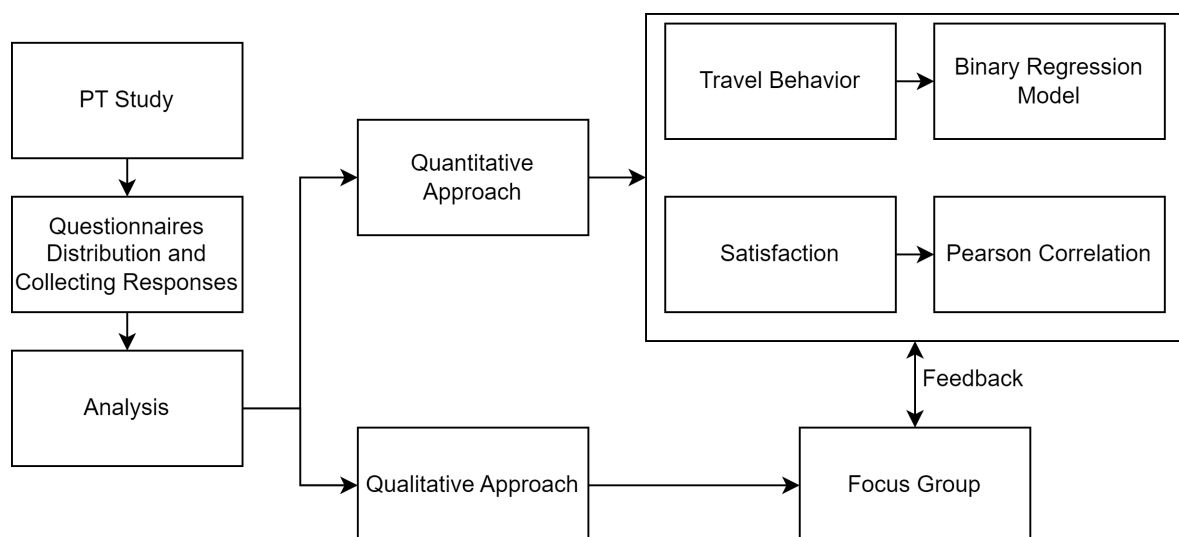 PT Study
Questionnaires
Distribution and
Collecting Responses
Analysis
Quantitative
Approach
Qualitative Approach
Travel Behavior
Binary Regression
Model
Satisfaction
Pearson Correlation
Feedback
Focus Group